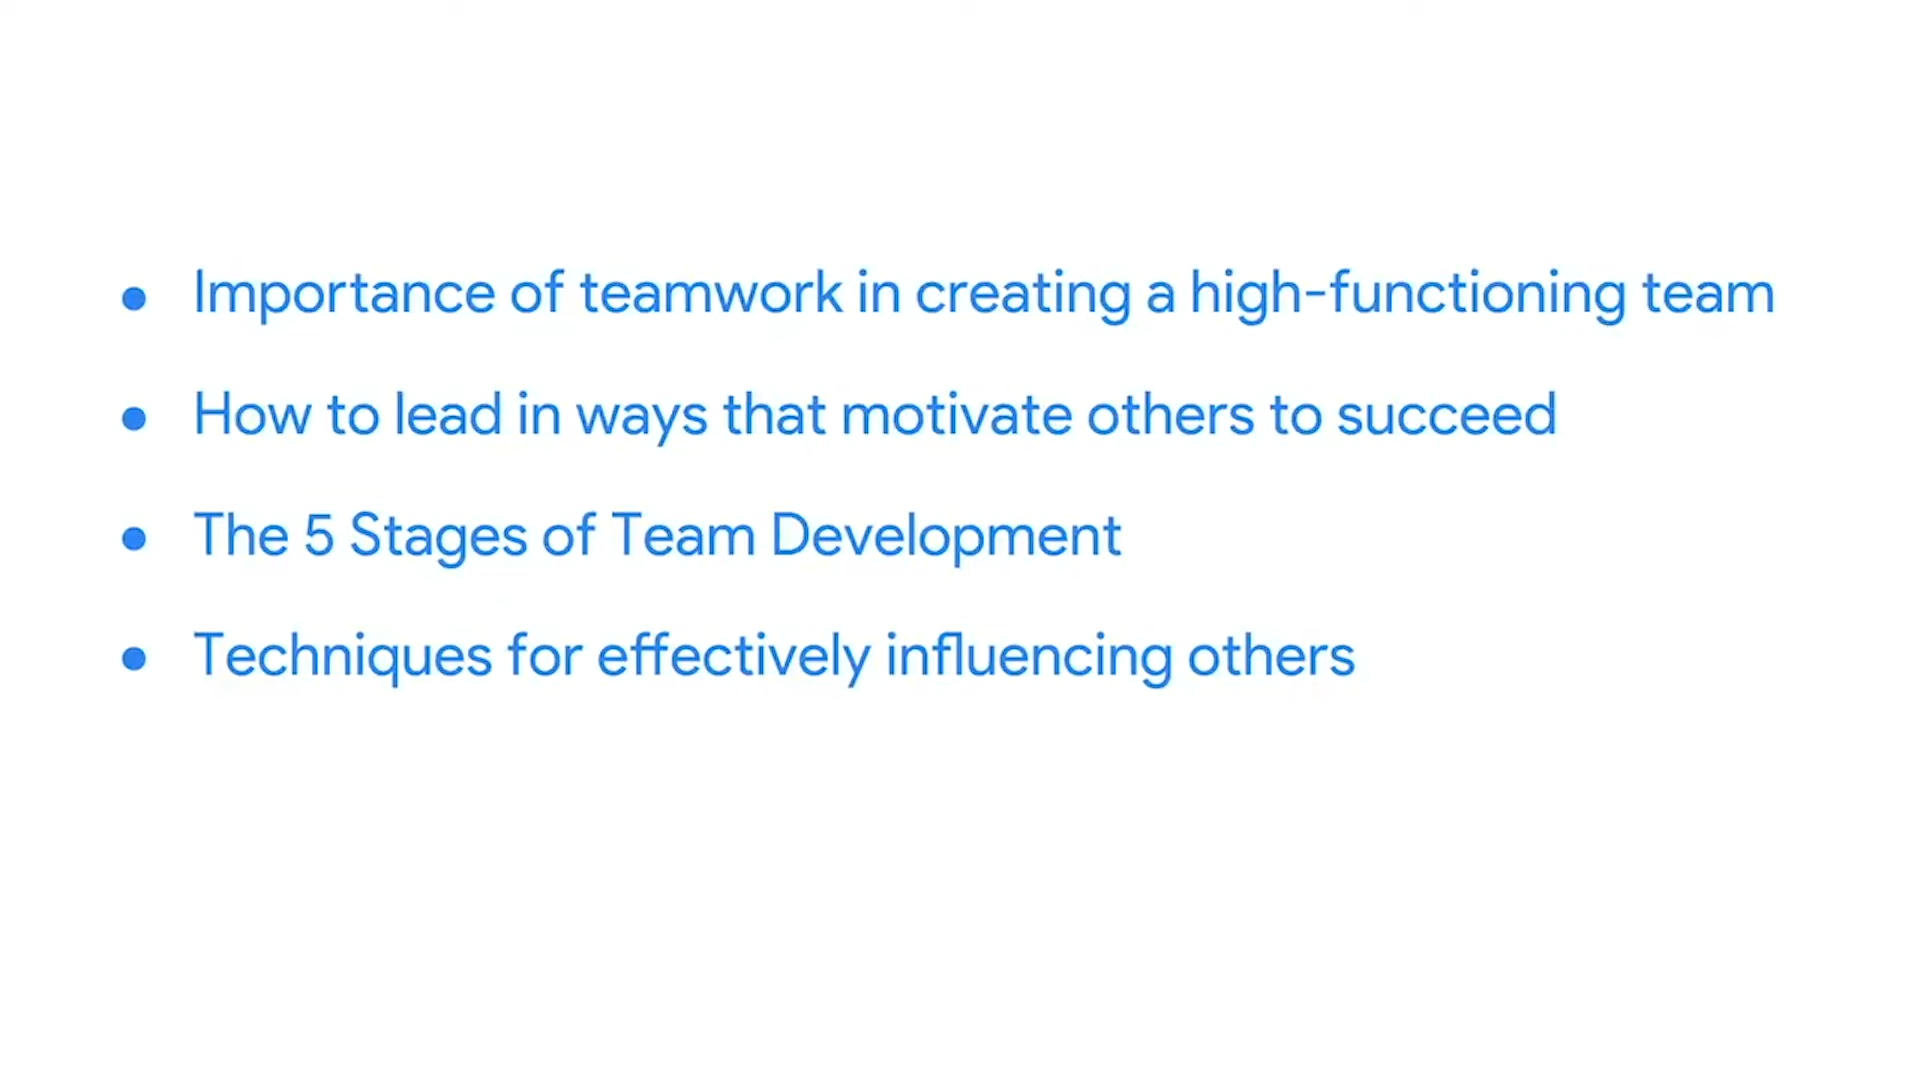 • Importance of teamwork in creating a high-functioning team
• How to lead in ways that motivate others to succeed
• The 5 Stages of Team Development
• Techniques for effectively influencing others